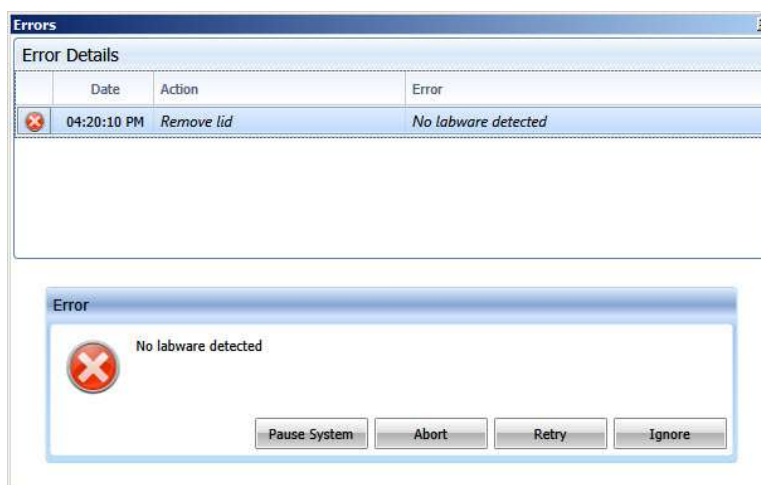 Errors
Error Details
Date Action Error
04:20:10 PM Remove lid No labware detected
Error
No labware detected
Pause System Abort Retry Ignore